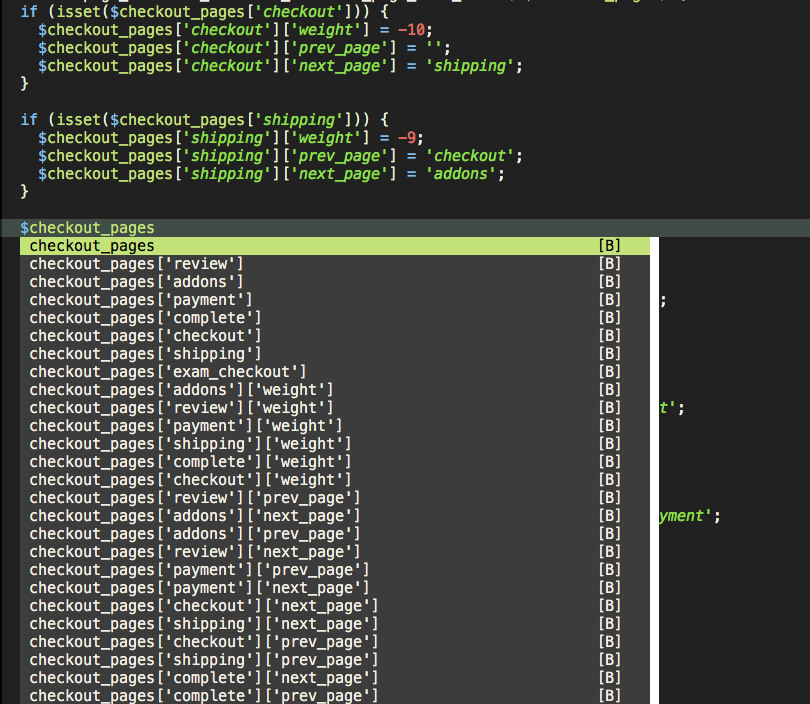 if (isset($checkout_pages['checkout'])) {
  $checkout_pages['checkout']['weight'] = -10;
  $checkout_pages['checkout']['prev_page'] = '';
  $checkout_pages['checkout']['next_page'] = 'shipping';
}
if (isset($checkout_pages['shipping'])) {
  $checkout_pages['shipping']['weight'] = -9;
  $checkout_pages['shipping']['prev_page'] = 'checkout';
  $checkout_pages['shipping']['next_page'] = 'addons';
}
$checkout_pages
checkout_pages [B]
checkout_pages['review'] [B]
checkout_pages['addons'] [B]
checkout_pages['payment'] [B] ;
checkout_pages['complete'] [B]
checkout_pages['checkout'] [B]
checkout_pages['shipping'] [B]
checkout_pages['exam_checkout'] [B]
checkout_pages['addons']['weight'] [B]
checkout_pages['review']['weight'] [B] t';
checkout_pages['payment']['weight'] [B]
checkout_pages['shipping']['weight'] [B]
checkout_pages['complete']['weight'] [B]
checkout_pages['checkout']['weight'] [B]
checkout_pages['review']['prev_page'] [B]
checkout_pages['addons']['next_page'] [B] yment';
checkout_pages['addons']['prev_page'] [B]
checkout_pages['review']['next_page'] [B]
checkout_pages['payment']['prev_page'] [B]
checkout_pages['payment']['next_page'] [B]
checkout_pages['checkout']['next_page'] [B]
checkout_pages['shipping']['next_page'] [B]
checkout_pages['checkout']['prev_page'] [B]
checkout_pages['shipping']['prev_page'] [B]
checkout_pages['complete']['next_page'] [B]
checkout_pages['complete']['prev_page'] [B]